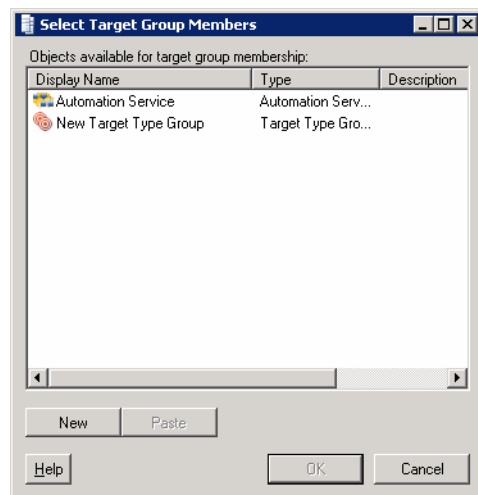 Select Target Group Members
Objects available for target group membership:
Display Name Type Description
Automation Service Automation Serv...
New Target Type Group Target Type Gro...
New Paste
Help OK Cancel